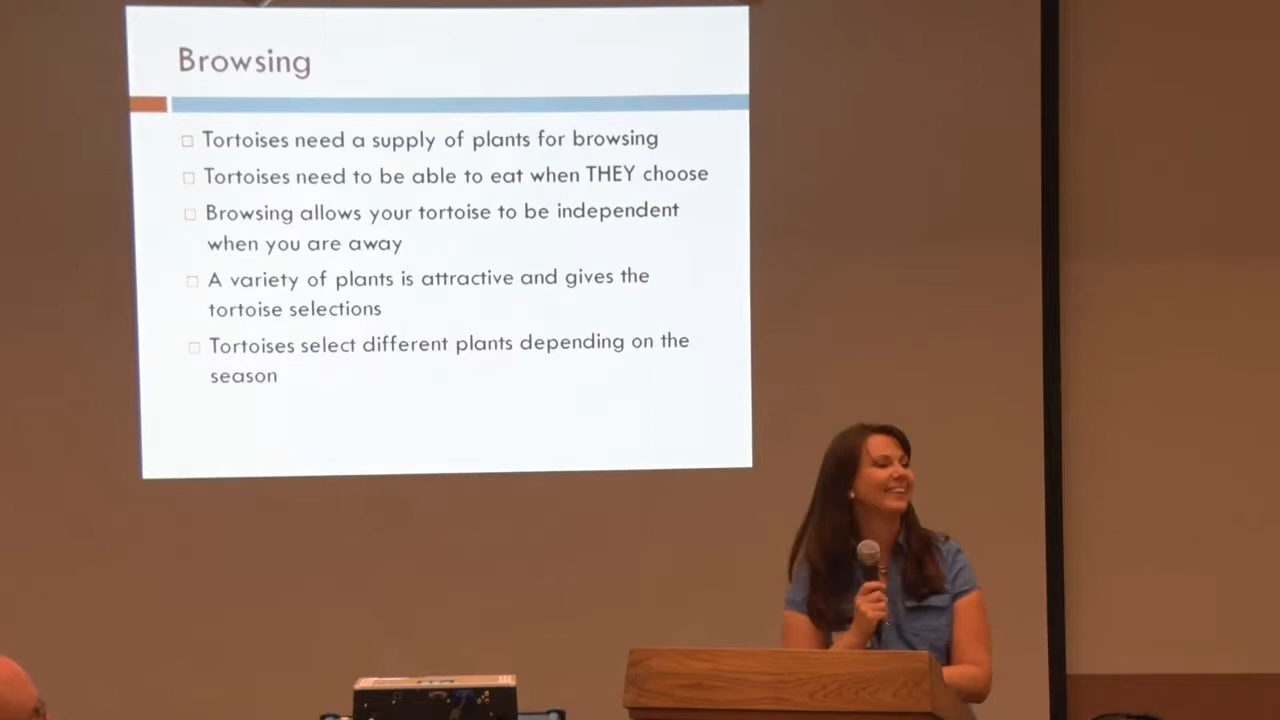 Browsing
Tortoises need a supply of plants for browsing
Tortoises need to be able to eat when THEY choose
Browsing allows your tortoise to be independent
when you are away
A variety of plants is attractive and gives the
tortoise selections
Tortoises select different plants depending on the
season